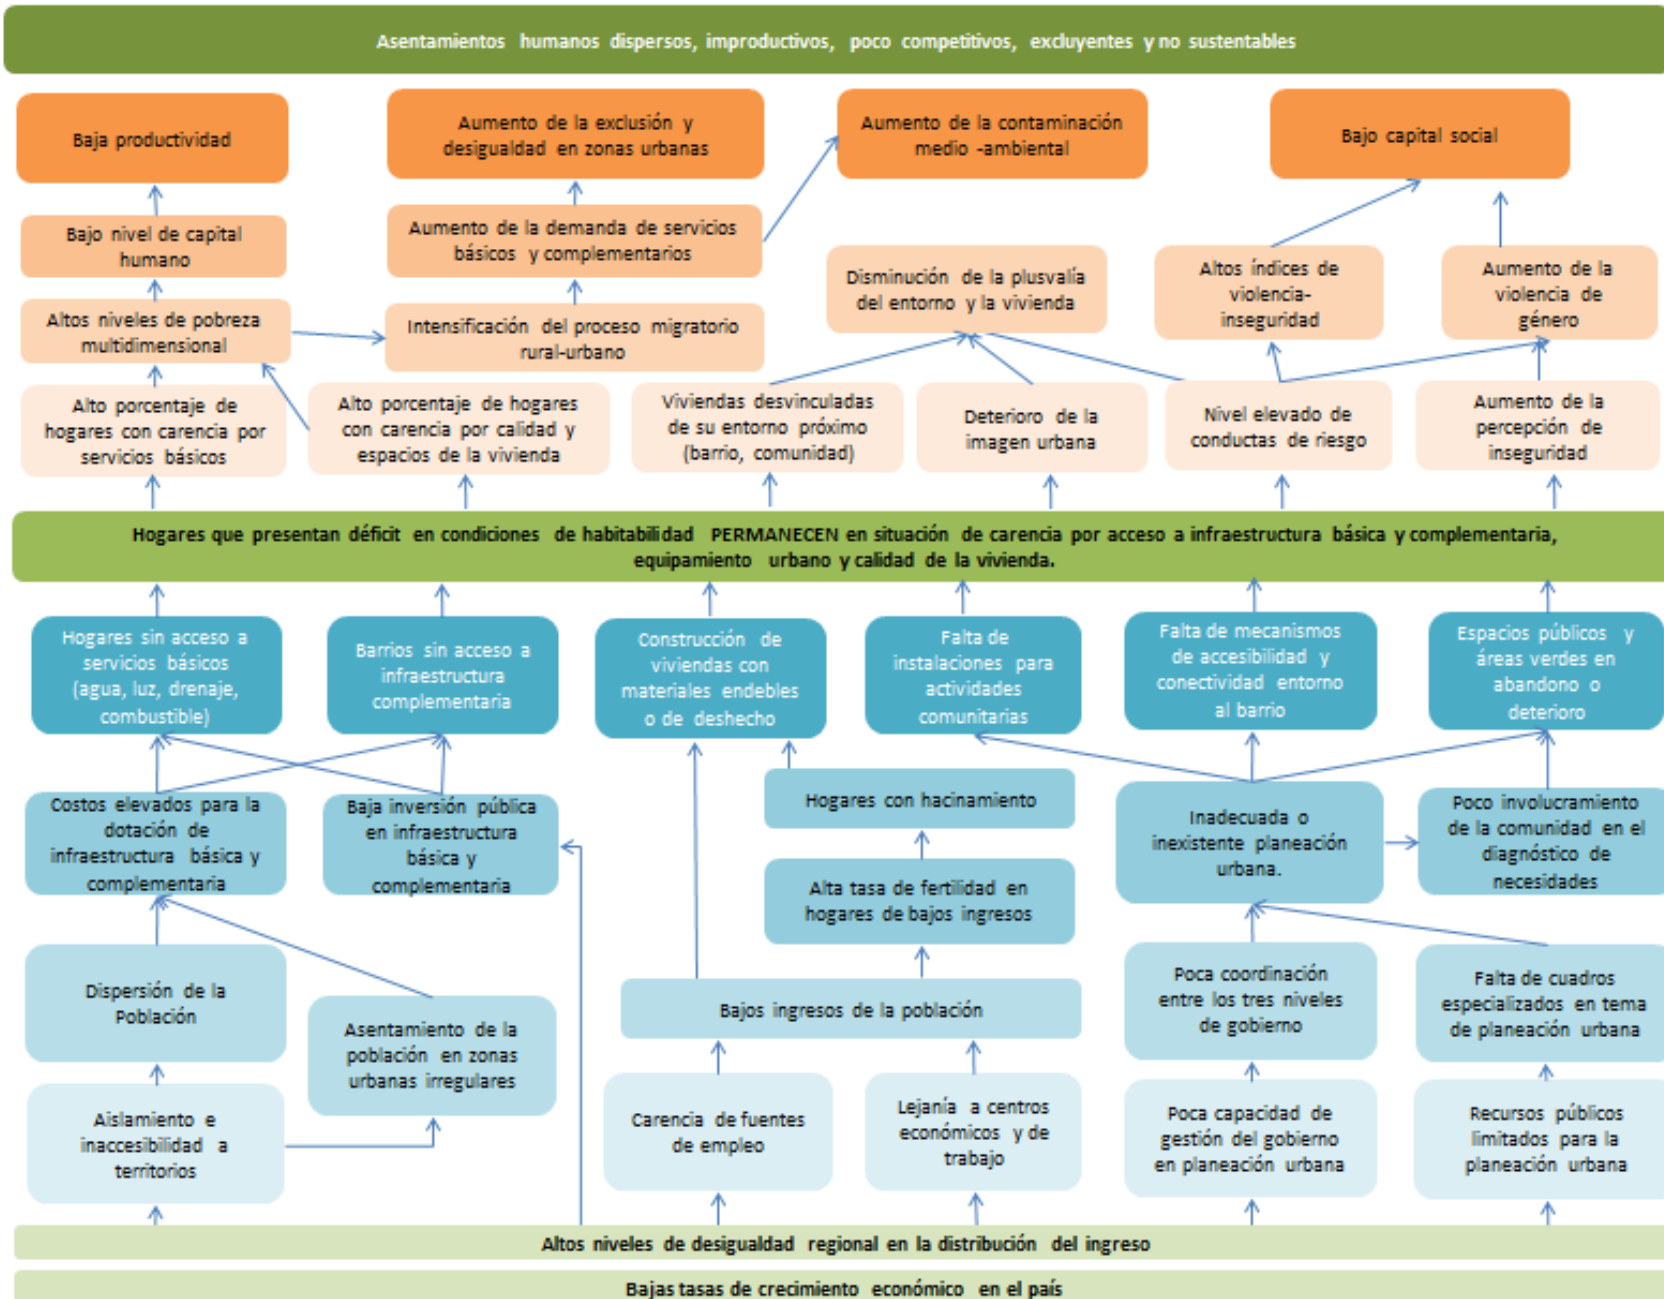 Asentamientos humanos dispersos, improductivos, poco competitivos, excluyentes y no sustentables
Baja productividad
Aumento de la exclusión y
desigualdad en zonas urbanas
Aumento de la contaminación
medio -ambiental
Bajo capital social
Bajo nivel de capital
humano
Aumento de la demanda de servicios
básicos y complementarios
Disminución de la plusvalía
del entorno y la vivienda
Altos índices de
violencia-
inseguridad
Aumento de la
violencia de
género
Altos niveles de pobreza
multidimensional
Intensificación del proceso migratorio
rural-urbano
Alto porcentaje de
hogares con carencia por
servicios básicos
Alto porcentaje de hogares
con carencia por calidad y
espacios de la vivienda
Viviendas desvinculadas
de su entorno próximo
(barrio, comunidad)
Deterioro de la
imagen urbana
Nivel elevado de
conductas de riesgo
Aumento de la
percepción de
inseguridad
Hogares que presentan déficit en condiciones de habitabilidad PERMANECEN en situación de carencia por acceso a infraestructura básica y complementaria,
equipamiento urbano y calidad de la vivienda.
Hogares sin acceso a
servicios básicos
(agua, luz, drenaje,
combustible)
Barrios sin acceso a
infraestructura
complementaria
Construcción de
viviendas con
materiales endebles
o de deshecho
Falta de
instalaciones para
actividades
comunitarias
Falta de mecanismos
de accesibilidad y
conectividad entorno
al barrio
Espacios públicos y
áreas verdes en
abandono o
deterioro
Costos elevados para la
dotación de
infraestructura básica y
complementaria
Baja inversión pública
en infraestructura
básica y
complementaria
Hogares con hacinamiento
Inadecuada o
inexistente planeación
urbana.
Poco involucramiento
de la comunidad en el
diagnóstico de
necesidades
Alta tasa de fertilidad en
hogares de bajos ingresos
Dispersión de la
Población
Asentamiento de la
población en zonas
urbanas irregulares
Bajos ingresos de la población
Poca coordinación
entre los tres niveles
de gobierno
Falta de cuadros
especializados en tema
de planeación urbana
Aislamiento e
inaccesibilidad a
territorios
Carencia de fuentes
de empleo
Lejanía a centros
económicos y de
trabajo
Poca capacidad de
gestión del gobierno
en planeación urbana
Recursos públicos
limitados para la
planeación urbana
Altos niveles de desigualdad regional en la distribución del ingreso
Bajas tasas de crecimiento económico en el país